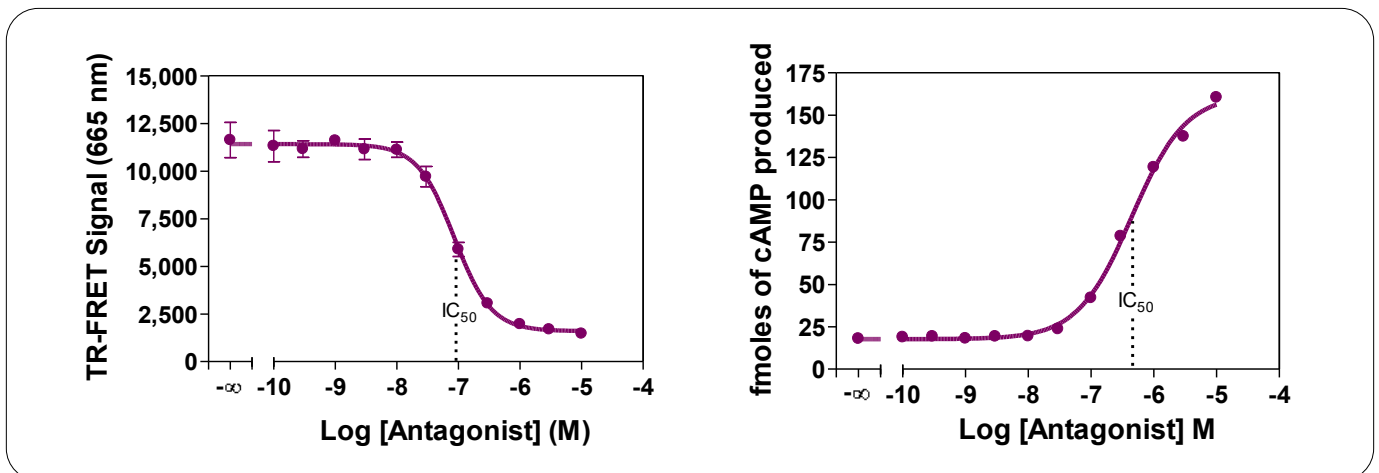 TR-FRET Signal (665 nm)
15,000
12,500
10,000
7,500
5,000
2,500
0
IC50
-∞ -10 -9 -8 -7 -6 -5 -4
Log [Antagonist] (M)
fmoles of cAMP produced
175
150
125
100
75
50
25
0
IC50
-∞ -10 -9 -8 -7 -6 -5 -4
Log [Antagonist] M